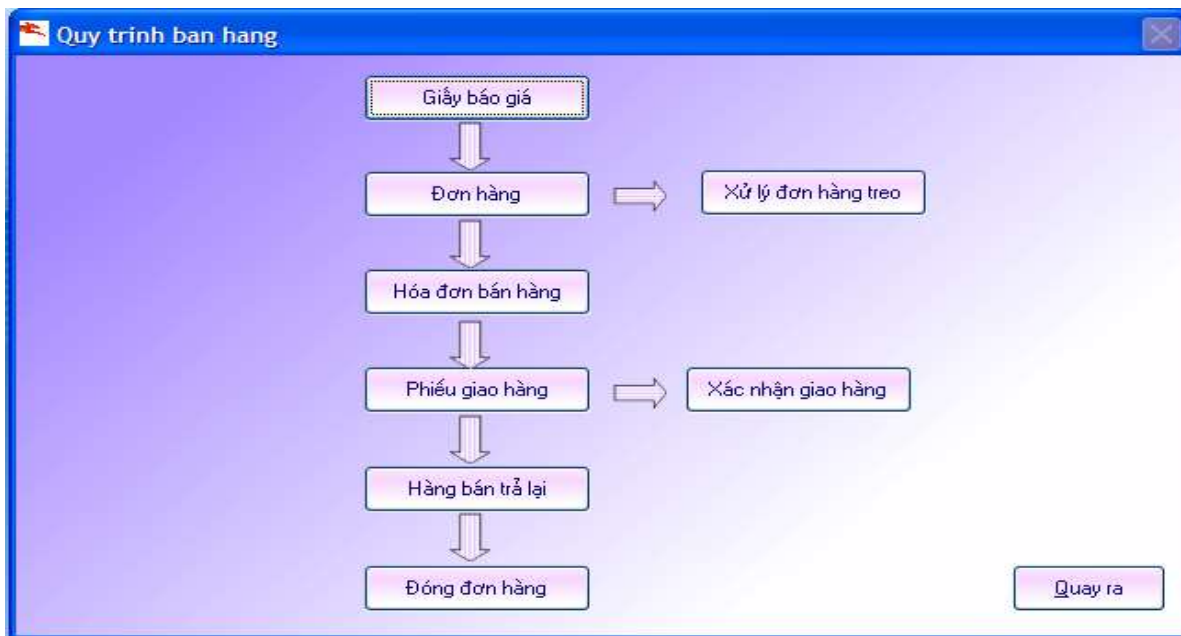 Quy trinh ban hang
Giấy báo giá
Đơn hàng
Xử lý đơn hàng treo
Hóa đơn bán hàng
Phiếu giao hàng
Xác nhận giao hàng
Hàng bán trả lại
Đóng đơn hàng
Quay ra